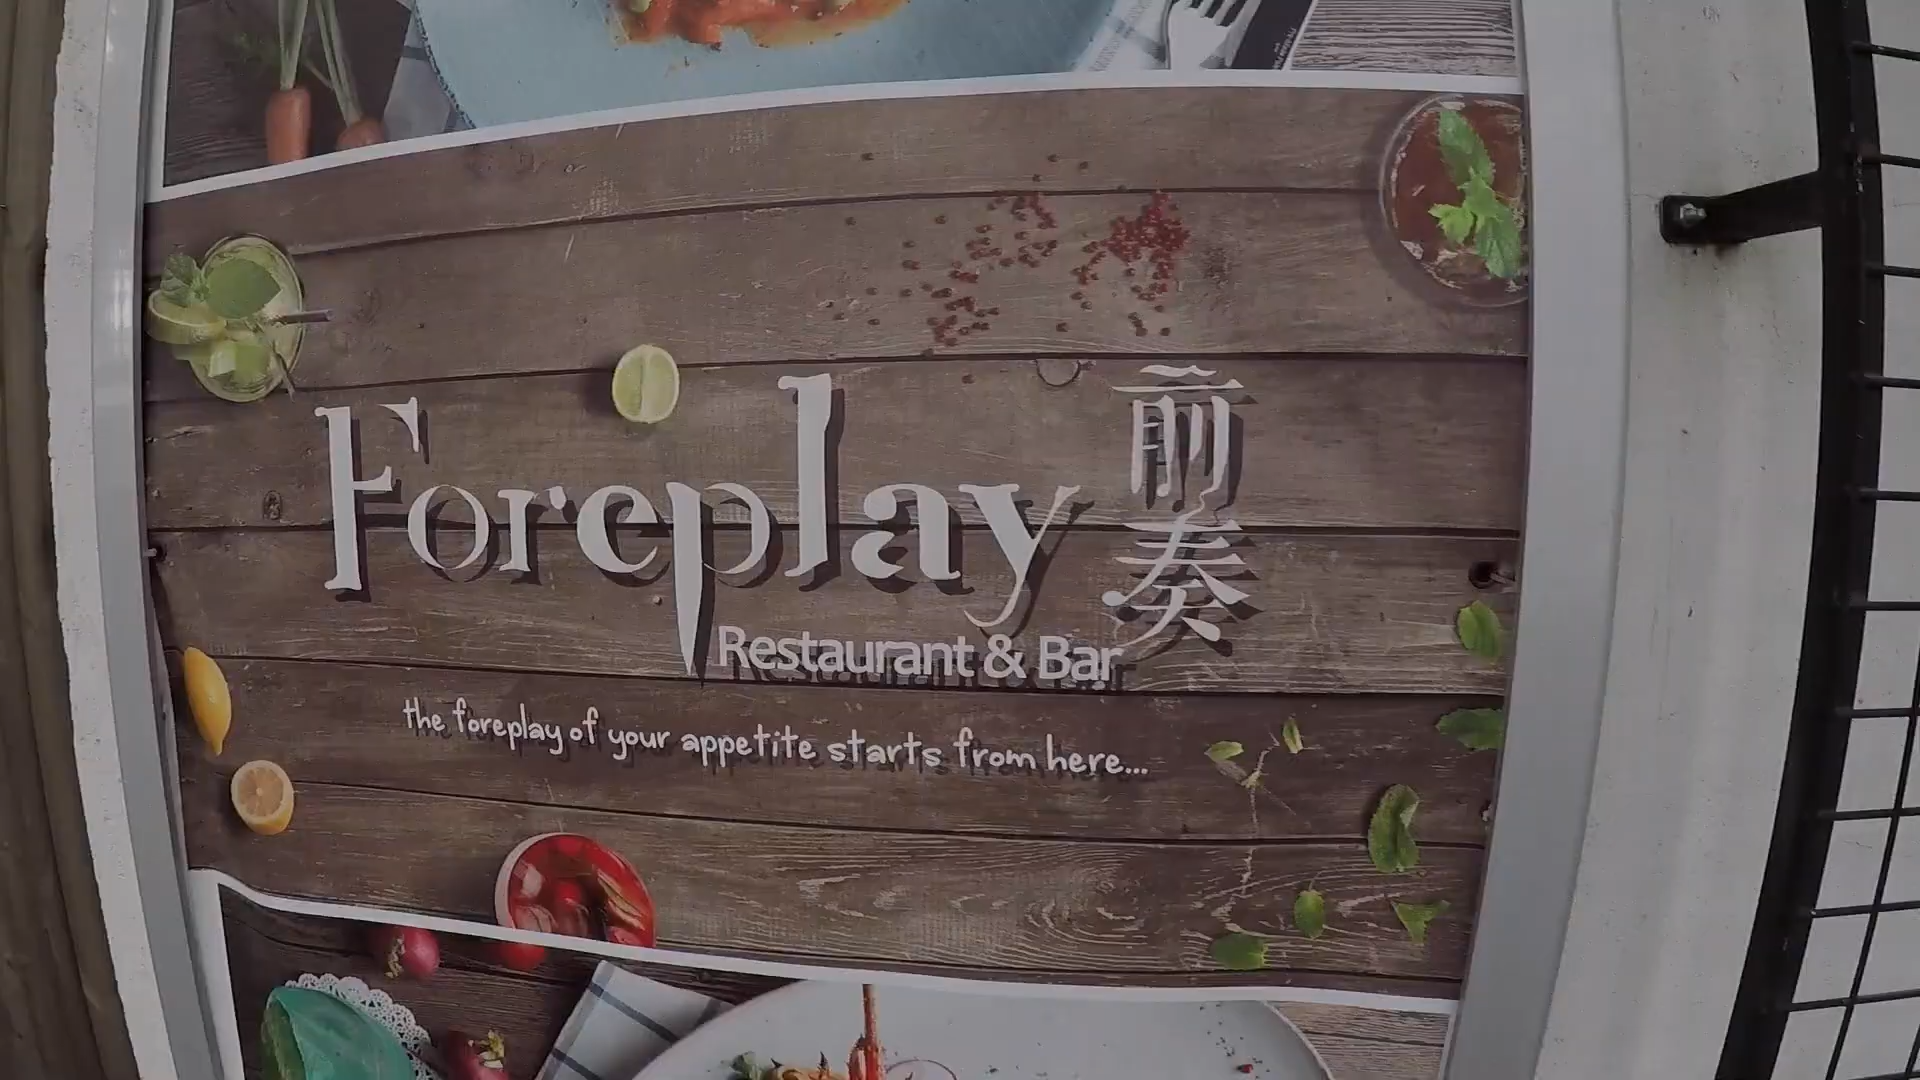 Foreplay 前奏
Restaurant & Bar
the foreplay of your appetite starts from here...